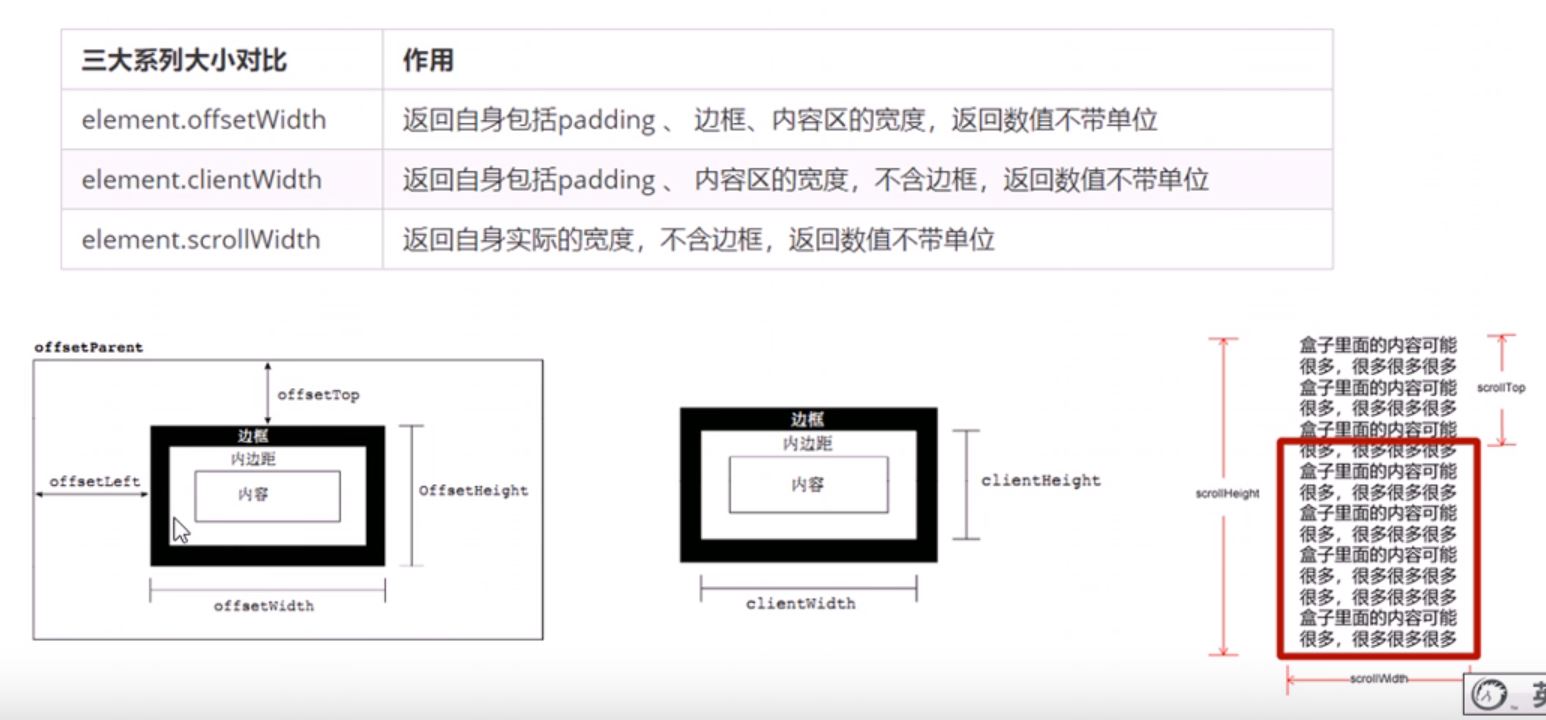 三大系列大小对比 作用
element.offsetWidth 返回自身包括padding 、 边框、内容区的宽度，返回数值不带单位
element.clientWidth 返回自身包括padding 、 内容区的宽度，不含边框，返回数值不带单位
element.scrollWidth 返回自身实际的宽度，不含边框，返回数值不带单位
offsetParent
offsetTop
边框
内边距
offsetLeft
内容
OffsetHeight
offsetWidth
边框
内边距
内容
clientHeight
clientWidth
盒子里面的内容可能
很多，很多很多很多
盒子里面的内容可能
很多，很多很多很多
盒子里面的内容可能
很多，很多很多很多
盒子里面的内容可能
很多，很多很多很多
盒子里面的内容可能
很多，很多很多很多
盒子里面的内容可能
很多，很多很多很多
很多，很多很多很多
盒子里面的内容可能
很多，很多很多很多
scrollTop
scrollHeight
scrollWidth
英